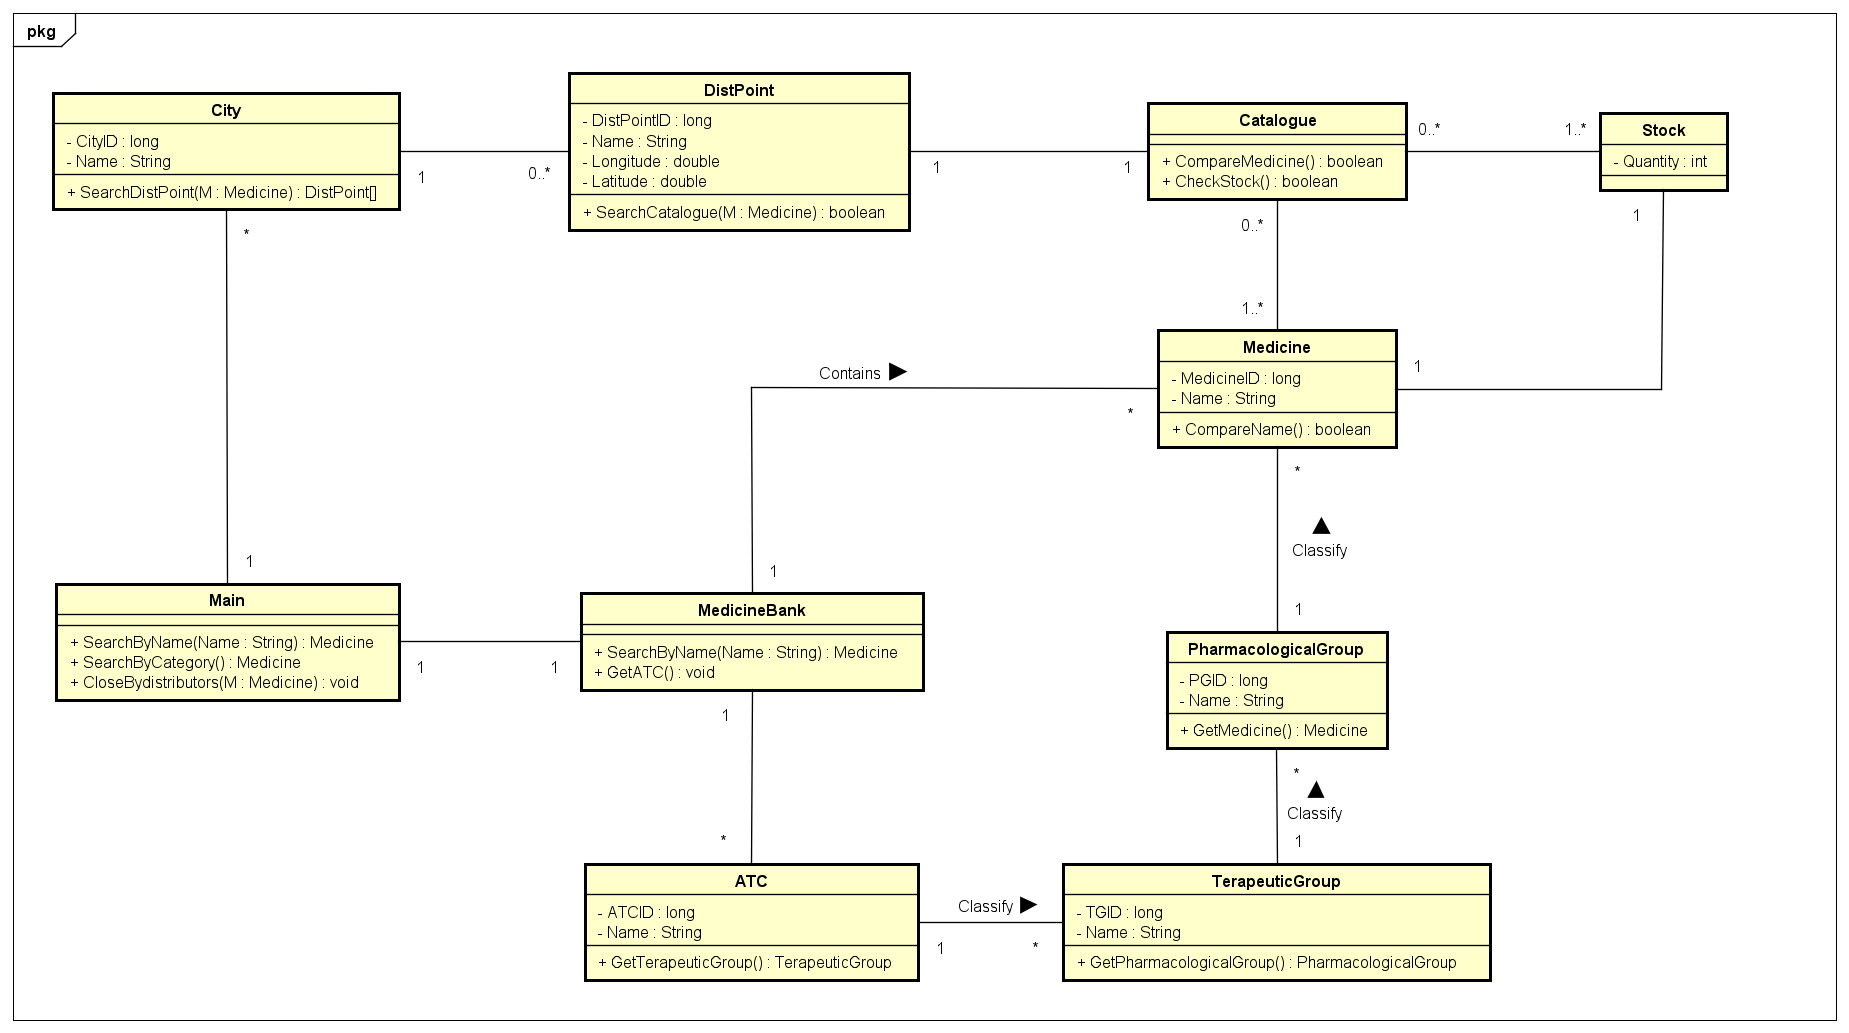 pkg
City
- CityID : long
- Name : String
+ SearchDistPoint(M : Medicine) : DistPoint[]
1
0..*
*
DistPoint
- DistPointID : long
- Name : String
- Longitude : double
- Latitude : double
+ SearchCatalogue(M : Medicine) : boolean
1
1
Catalogue
+ CompareMedicine() : boolean
+ CheckStock() : boolean
0..*
1..*
Stock
- Quantity : int
1
0..*
1..*
Medicine
- MedicineID : long
- Name : String
+ CompareName() : boolean
1
Contains
*
1
*
Classify
1
1
Main
+ SearchByName(Name : String) : Medicine
+ SearchByCategory() : Medicine
+ CloseBydistributors(M : Medicine) : void
1
1
MedicineBank
+ SearchByName(Name : String) : Medicine
+ GetATC() : void
1
*
PharmacologicalGroup
- PGID : long
- Name : String
+ GetMedicine() : Medicine
*
Classify
1
ATC
- ATCID : long
- Name : String
+ GetTerapeuticGroup() : TerapeuticGroup
Classify
1
*
TerapeuticGroup
- TGID : long
- Name : String
+ GetPharmacologicalGroup() : PharmacologicalGroup